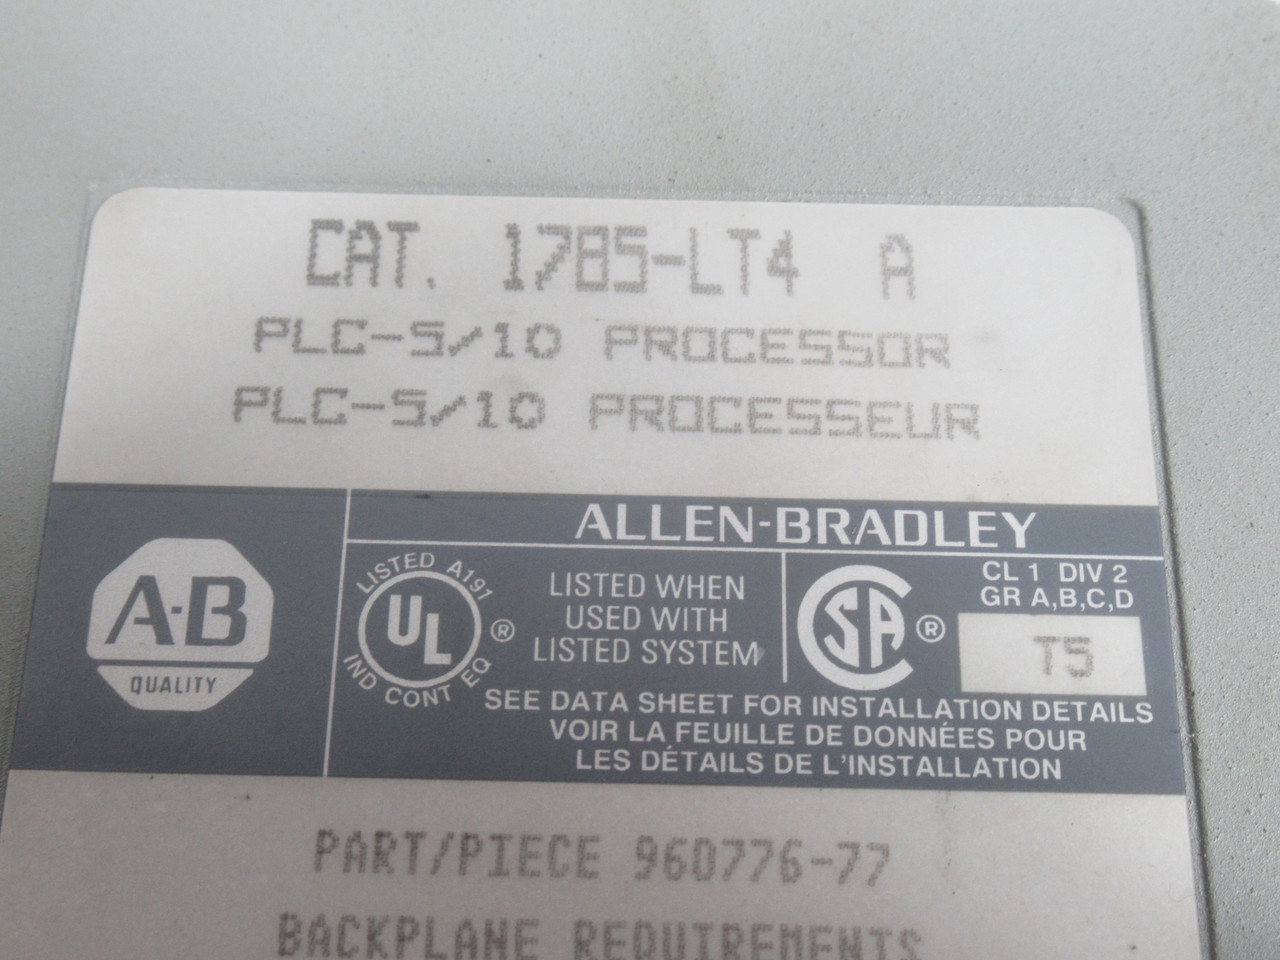 CAT. 1785-LT4 A
PLC-5/10 PROCESSOR
PLC-5/10 PROCESSEUR
ALLEN-BRADLEY
A-B
QUALITY
LISTED A191
UL ®
IND CONT EQ
LISTED WHEN
USED WITH
LISTED SYSTEM
SA ®
CL 1 DIV 2
GR A,B,C,D
T5
SEE DATA SHEET FOR INSTALLATION DETAILS
VOIR LA FEUILLE DE DONNÉES POUR
LES DÉTAILS DE L'INSTALLATION
PART/PIECE 960776-77
BACKPLANE REQUIREMENTS